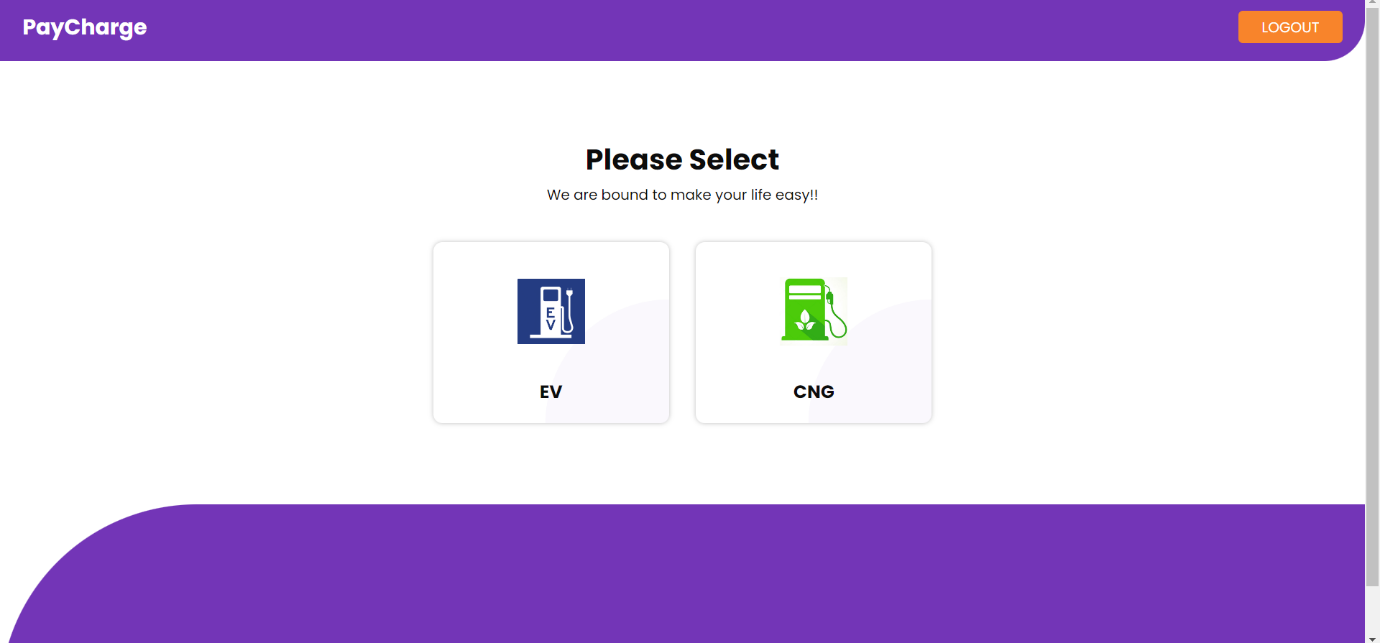 PayCharge
LOGOUT
Please Select
We are bound to make your life easy!!
E
V
EV
CNG